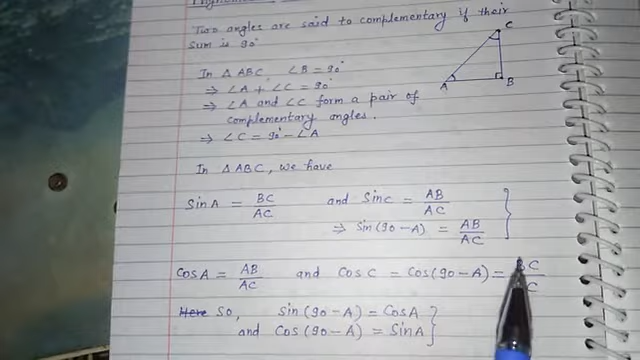 Two angles are said to complementary if their
sum is 90°
C
In △ ABC, ∠B = 90°
⇒ ∠A + ∠C = 90°
A B
⇒ ∠A and ∠C form a pair of
complementary angles.
⇒ ∠C = 90° - ∠A
In △ ABC, we have
Sin A = BC/AC and Sin C = AB/AC
⇒ Sin (90 - A) = AB/AC
Cos A = AB/AC and Cos C = Cos (90 - A) = BC/C
Here So, Sin (90 - A) = Cos A
and Cos (90 - A) = Sin A